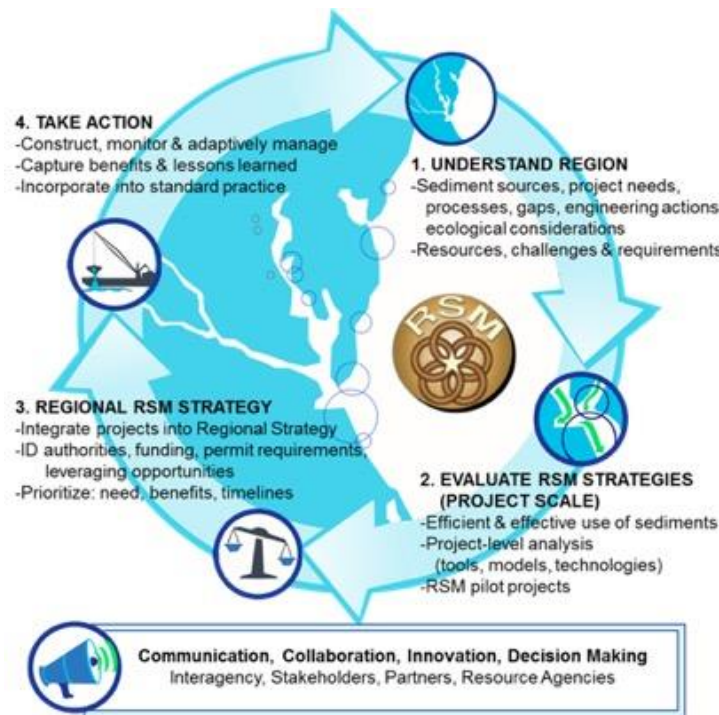 4. TAKE ACTION
-Construct, monitor & adaptively manage
-Capture benefits & lessons learned
-Incorporate into standard practice
1. UNDERSTAND REGION
-Sediment sources, project needs,
processes, gaps, engineering actions
ecological considerations
-Resources, challenges & requirements
RSM
3. REGIONAL RSM STRATEGY
-Integrate projects into Regional Strategy
-ID authorities, funding, permit requirements,
leveraging opportunities
-Prioritize: need, benefits, timelines
2. EVALUATE RSM STRATEGIES
(PROJECT SCALE)
-Efficient & effective use of sediments
-Project-level analysis
(tools, models, technologies)
-RSM pilot projects
Communication, Collaboration, Innovation, Decision Making
Interagency, Stakeholders, Partners, Resource Agencies